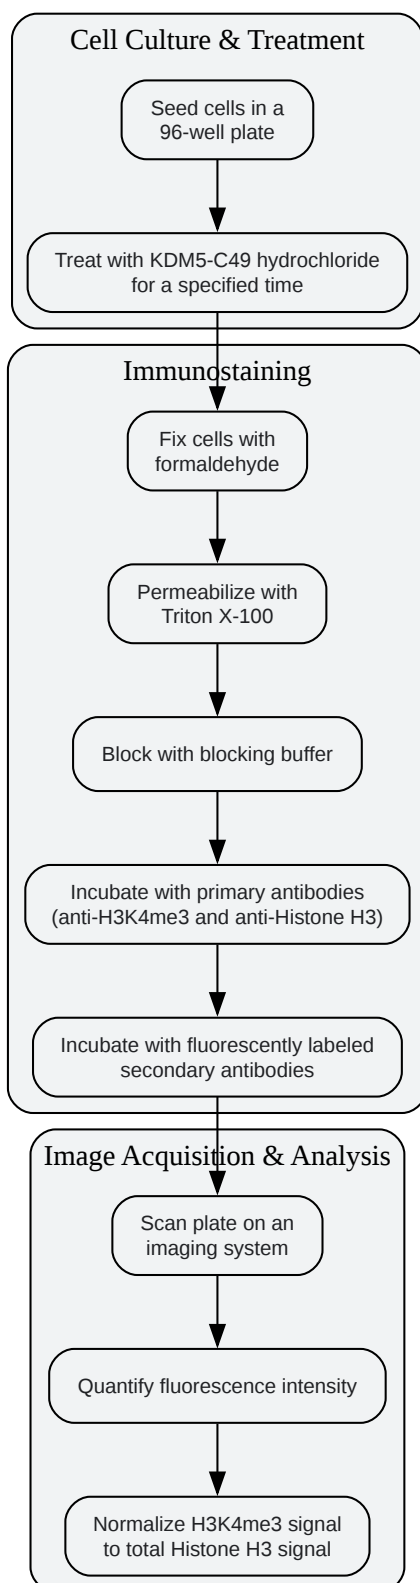 Cell Culture & Treatment
Seed cells in a
96-well plate
Treat with KDM5-C49 hydrochloride
for a specified time
Immunostaining
Fix cells with
formaldehyde
Permeabilize with
Triton X-100
Block with blocking buffer
Incubate with primary antibodies
(anti-H3K4me3 and anti-Histone H3)
Incubate with fluorescently labeled
secondary antibodies
Image Acquisition & Analysis
Scan plate on an
imaging system
Quantify fluorescence intensity
Normalize H3K4me3 signal
to total Histone H3 signal